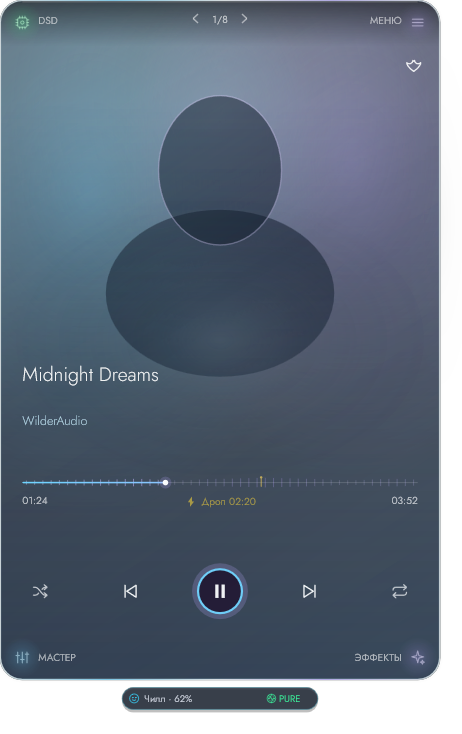 DSD 1/8 МЕНЮ
Midnight Dreams
WilderAudio
01:24 Дроп 02:20 03:52
МАСТЕР ЭФФЕКТЫ
Чилл · 62% PURE